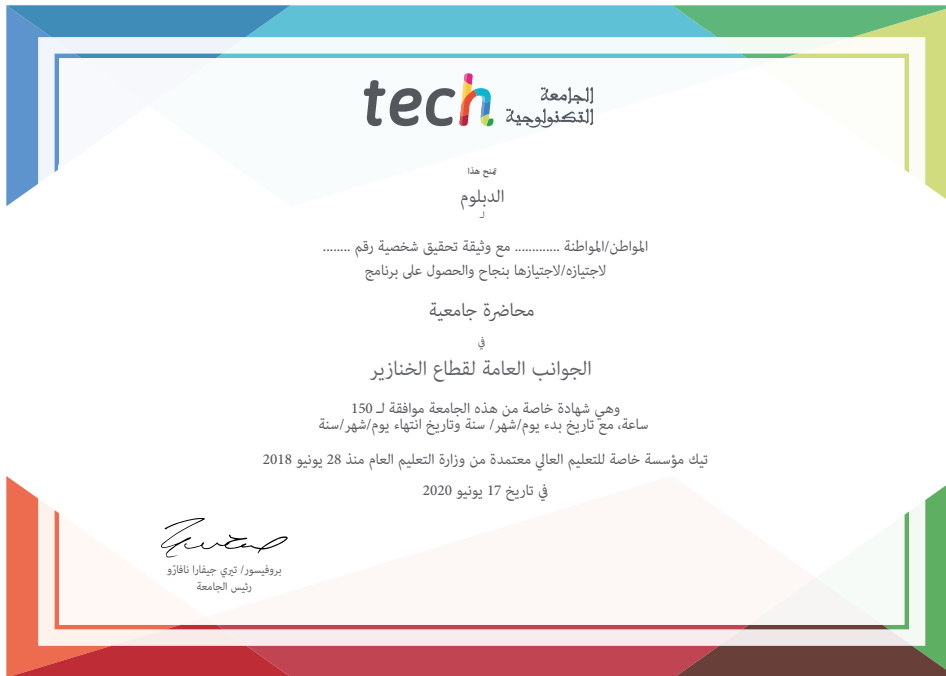 tech الجامعة
التكنولوجية
يمنح هذا
الدبلوم
لـ
المواطن/المواطنة ............. مع وثيقة تحقيق شخصية رقم ........
لاجتيازه/لاجتيازها بنجاح والحصول على برنامج
محاضرة جامعية
في
الجوانب العامة لقطاع الخنازير
وهي شهادة خاصة من هذه الجامعة موافقة لـ 150
ساعة، مع تاريخ بدء يوم/شهر/ سنة وتاريخ انتهاء يوم/شهر/سنة
تيك مؤسسة خاصة للتعليم العالي معتمدة من وزارة التعليم العام منذ 28 يونيو 2018
في تاريخ 17 يونيو 2020
بروفيسور/ تيري جيفارا نافارّو
رئيس الجامعة